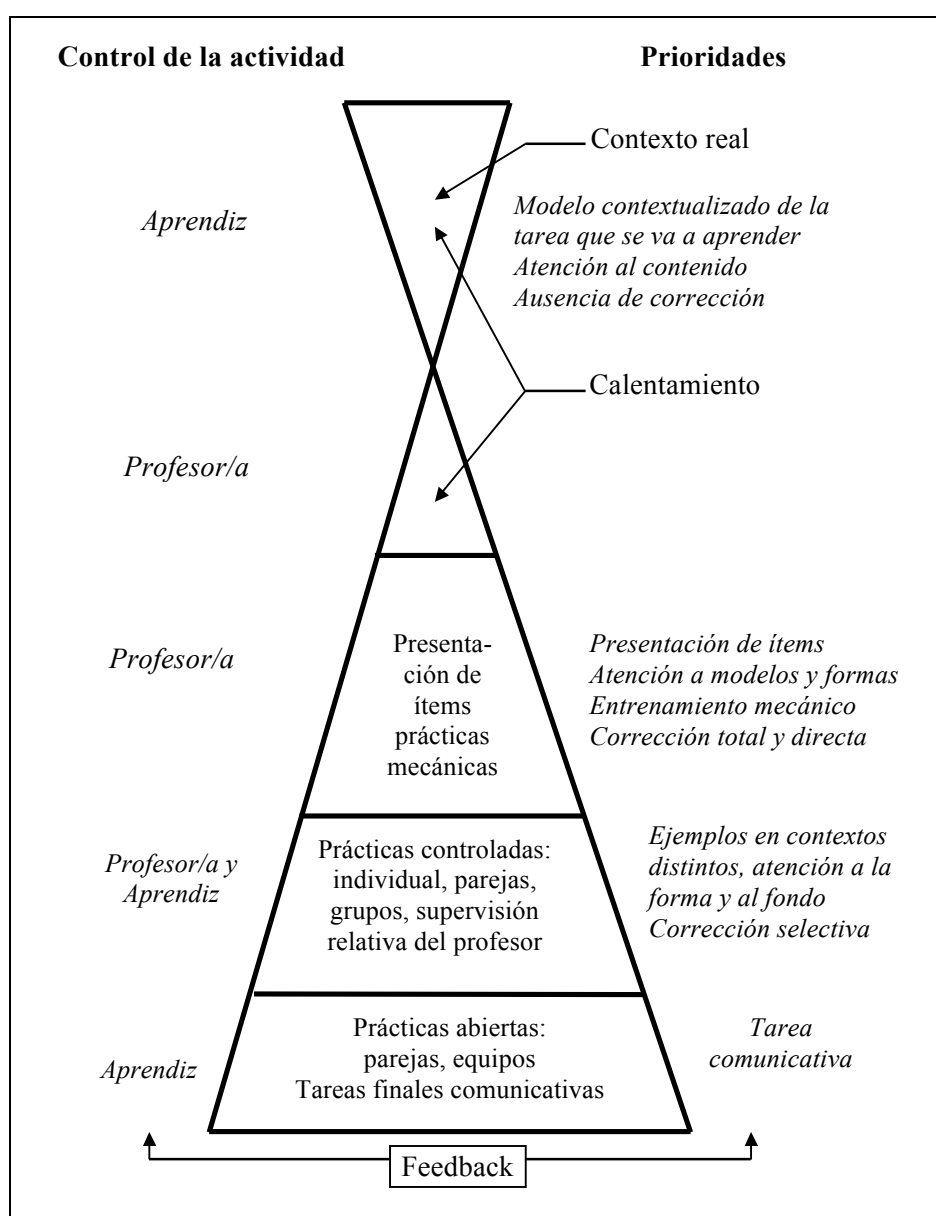 Control de la actividad
Prioridades
Contexto real
Aprendiz
Modelo contextualizado de la
tarea que se va a aprender
Atención al contenido
Ausencia de corrección
Calentamiento
Profesor/a
Profesor/a
Presenta-
ción de
ítems
prácticas
mecánicas
Presentación de ítems
Atención a modelos y formas
Entrenamiento mecánico
Corrección total y directa
Profesor/a y
Aprendiz
Prácticas controladas:
individual, parejas,
grupos, supervisión
relativa del profesor
Ejemplos en contextos
distintos, atención a la
forma y al fondo
Corrección selectiva
Aprendiz
Prácticas abiertas:
parejas, equipos
Tareas finales comunicativas
Tarea
comunicativa
Feedback